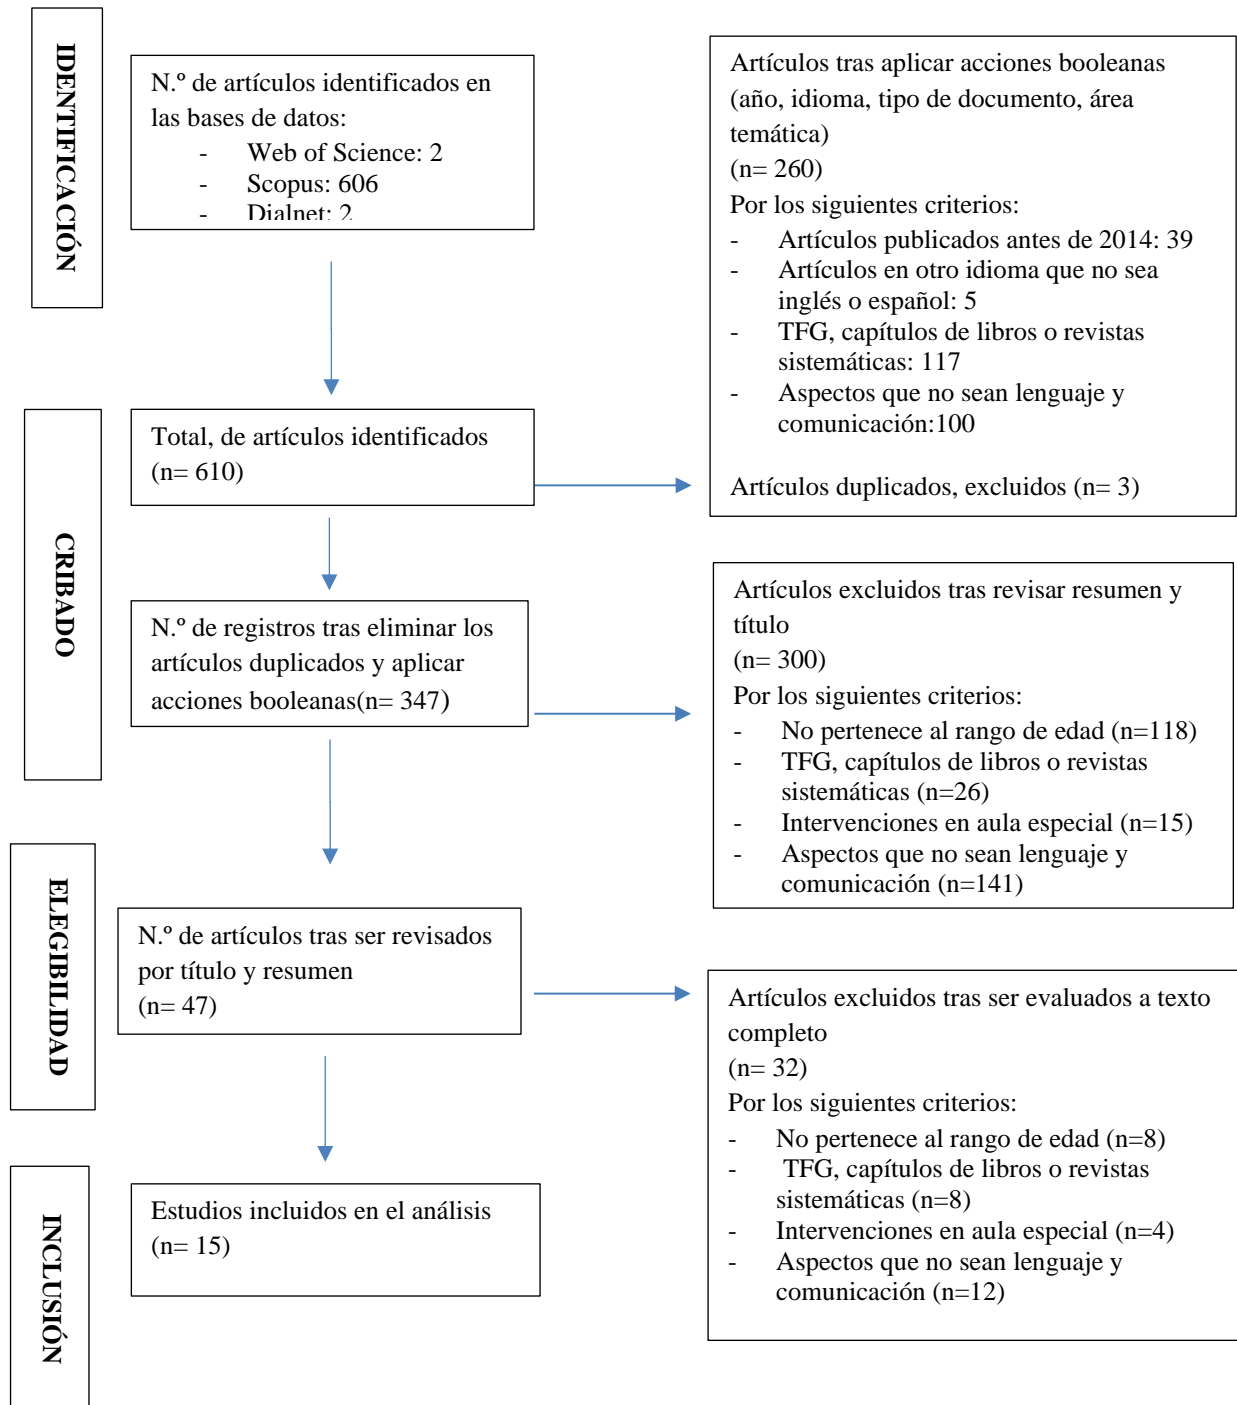 IDENTIFICACIÓN
N.º de artículos identificados en
las bases de datos:
- Web of Science: 2
- Scopus: 606
- Dialnet: 2
Artículos tras aplicar acciones booleanas
(año, idioma, tipo de documento, área
temática)
(n= 260)
Por los siguientes criterios:
- Artículos publicados antes de 2014: 39
- Artículos en otro idioma que no sea
inglés o español: 5
- TFG, capítulos de libros o revistas
sistemáticas: 117
- Aspectos que no sean lenguaje y
comunicación:100
Artículos duplicados, excluidos (n= 3)
CRIBADO
Total, de artículos identificados
(n= 610)
N.º de registros tras eliminar los
artículos duplicados y aplicar
acciones booleanas(n= 347)
Artículos excluidos tras revisar resumen y
título
(n= 300)
Por los siguientes criterios:
- No pertenece al rango de edad (n=118)
- TFG, capítulos de libros o revistas
sistemáticas (n=26)
- Intervenciones en aula especial (n=15)
- Aspectos que no sean lenguaje y
comunicación (n=141)
ELEGIBILIDAD
N.º de artículos tras ser revisados
por título y resumen
(n= 47)
Artículos excluidos tras ser evaluados a texto
completo
(n= 32)
Por los siguientes criterios:
- No pertenece al rango de edad (n=8)
- TFG, capítulos de libros o revistas
sistemáticas (n=8)
- Intervenciones en aula especial (n=4)
- Aspectos que no sean lenguaje y
comunicación (n=12)
INCLUSIÓN
Estudios incluidos en el análisis
(n= 15)